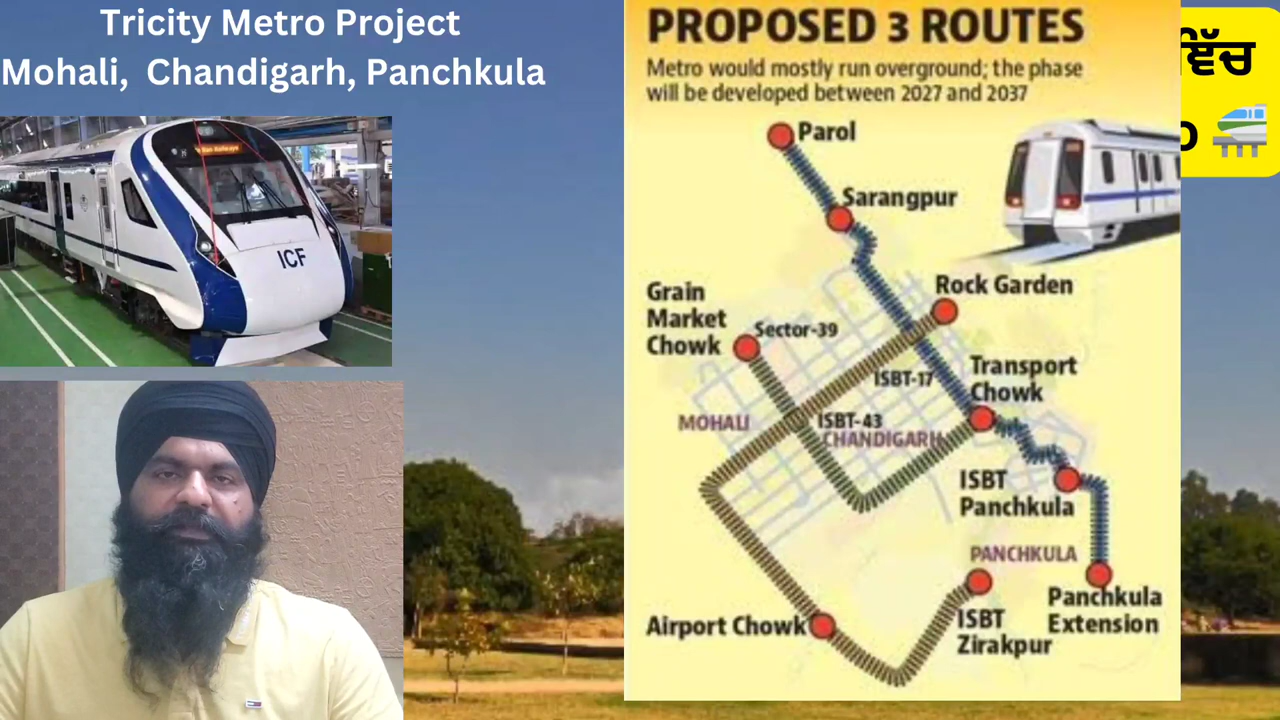 Tricity Metro Project
Mohali, Chandigarh, Panchkula
ICF
PROPOSED 3 ROUTES
Metro would mostly run overground; the phase
will be developed between 2027 and 2037
Parol
Sarangpur
Rock Garden
Grain
Market
Chowk
Sector-39
ISBT-17
Transport
Chowk
MOHALI
ISBT-43
CHANDIGARH
ISBT
Panchkula
PANCHKULA
Panchkula
Extension
Airport Chowk
ISBT
Zirakpur
ਵਿੱਚ